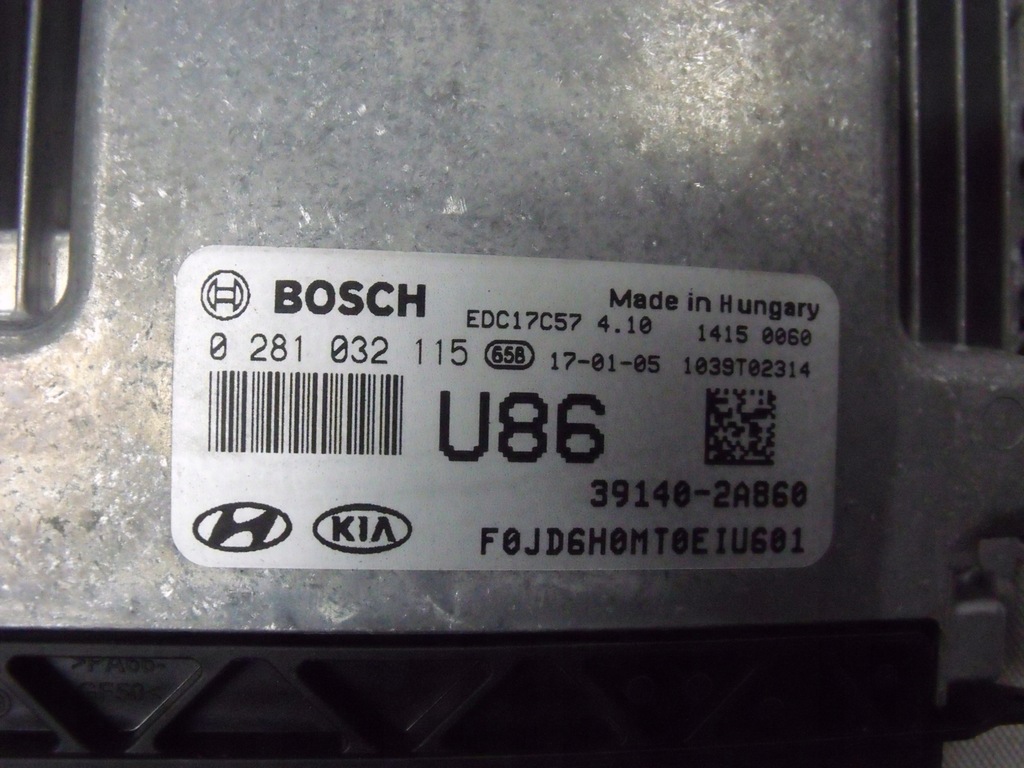 BOSCH
Made in Hungary
EDC17C57 4.10 1415 0060
0 281 032 115 65B 17-01-05 1039T02314
U86
39140-2A860
KIA
F0JD6H0MT0EIU601